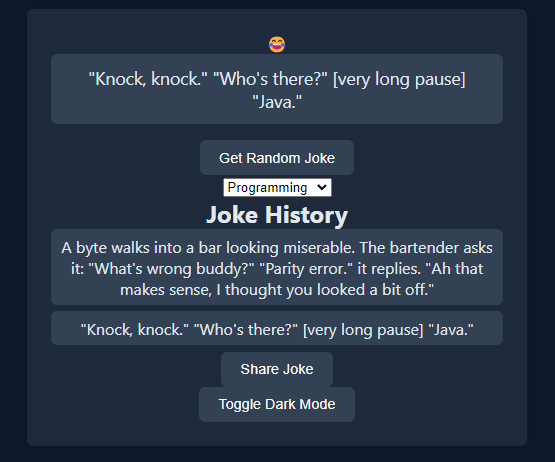 "Knock, knock." "Who's there?" [very long pause]
"Java."
Get Random Joke
Programming
Joke History
A byte walks into a bar looking miserable. The bartender asks
it: "What's wrong buddy?" "Parity error." it replies. "Ah that
makes sense, I thought you looked a bit off."
"Knock, knock." "Who's there?" [very long pause] "Java."
Share Joke
Toggle Dark Mode